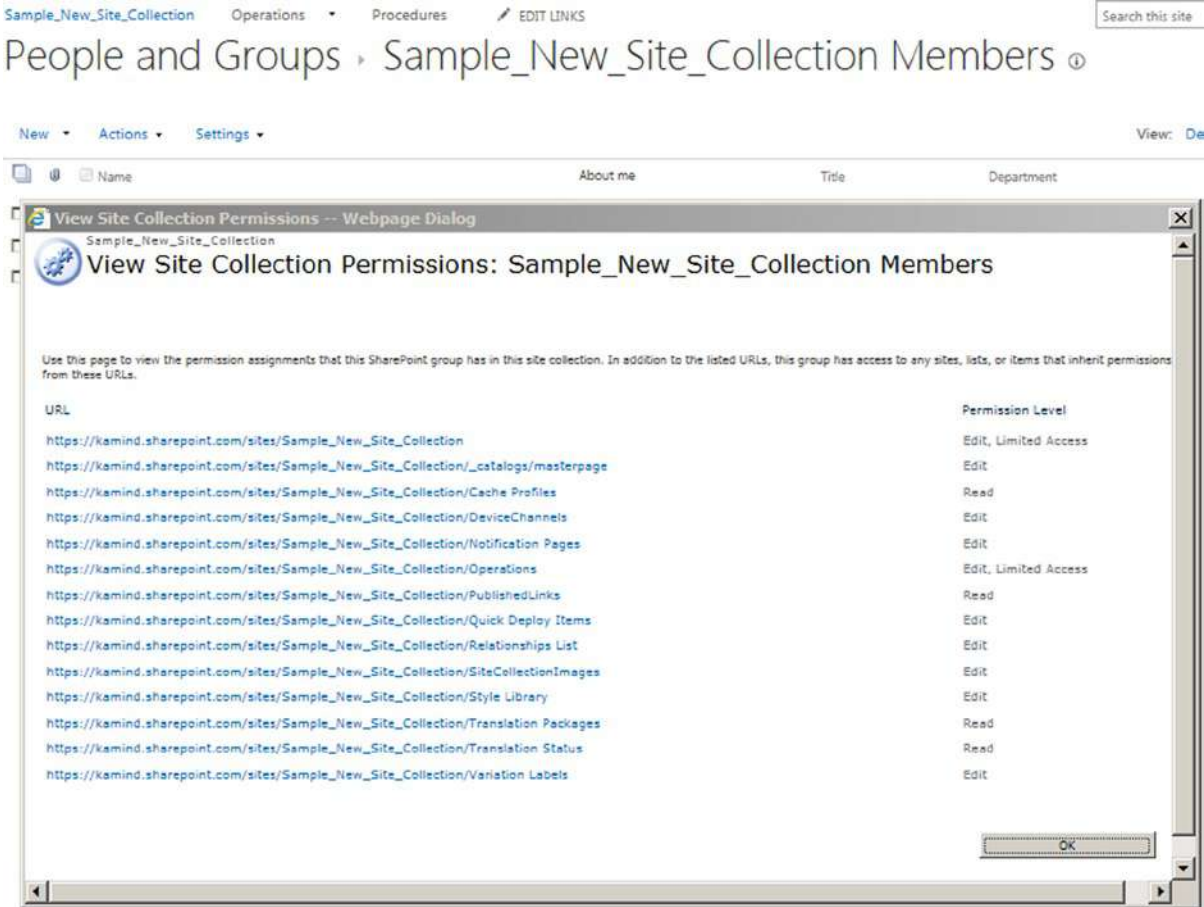 Sample_New_Site_Collection Operations Procedures EDIT LINKS Search this site
People and Groups Sample_New_Site_Collection Members
New Actions Settings View: De
Name About me Title Department
View Site Collection Permissions -- Webpage Dialog
Sample_New_Site_Collection
View Site Collection Permissions: Sample_New_Site_Collection Members
Use this page to view the permission assignments that this SharePoint group has in this site collection. In addition to the listed URLs, this group has access to any sites, lists, or items that inherit permissions
from these URLs.
URL Permission Level
https://kamind.sharepoint.com/sites/Sample_New_Site_Collection Edit, Limited Access
https://kamind.sharepoint.com/sites/Sample_New_Site_Collection/_catalogs/masterpage Edit
https://kamind.sharepoint.com/sites/Sample_New_Site_Collection/Cache Profiles Read
https://kamind.sharepoint.com/sites/Sample_New_Site_Collection/DeviceChannels Edit
https://kamind.sharepoint.com/sites/Sample_New_Site_Collection/Notification Pages Edit
https://kamind.sharepoint.com/sites/Sample_New_Site_Collection/Operations Edit, Limited Access
https://kamind.sharepoint.com/sites/Sample_New_Site_Collection/PublishedLinks Read
https://kamind.sharepoint.com/sites/Sample_New_Site_Collection/Quick Deploy Items Edit
https://kamind.sharepoint.com/sites/Sample_New_Site_Collection/Relationships List Edit
https://kamind.sharepoint.com/sites/Sample_New_Site_Collection/SiteCollectionImages Edit
https://kamind.sharepoint.com/sites/Sample_New_Site_Collection/Style Library Edit
https://kamind.sharepoint.com/sites/Sample_New_Site_Collection/Translation Packages Read
https://kamind.sharepoint.com/sites/Sample_New_Site_Collection/Translation Status Read
https://kamind.sharepoint.com/sites/Sample_New_Site_Collection/Variation Labels Edit
OK